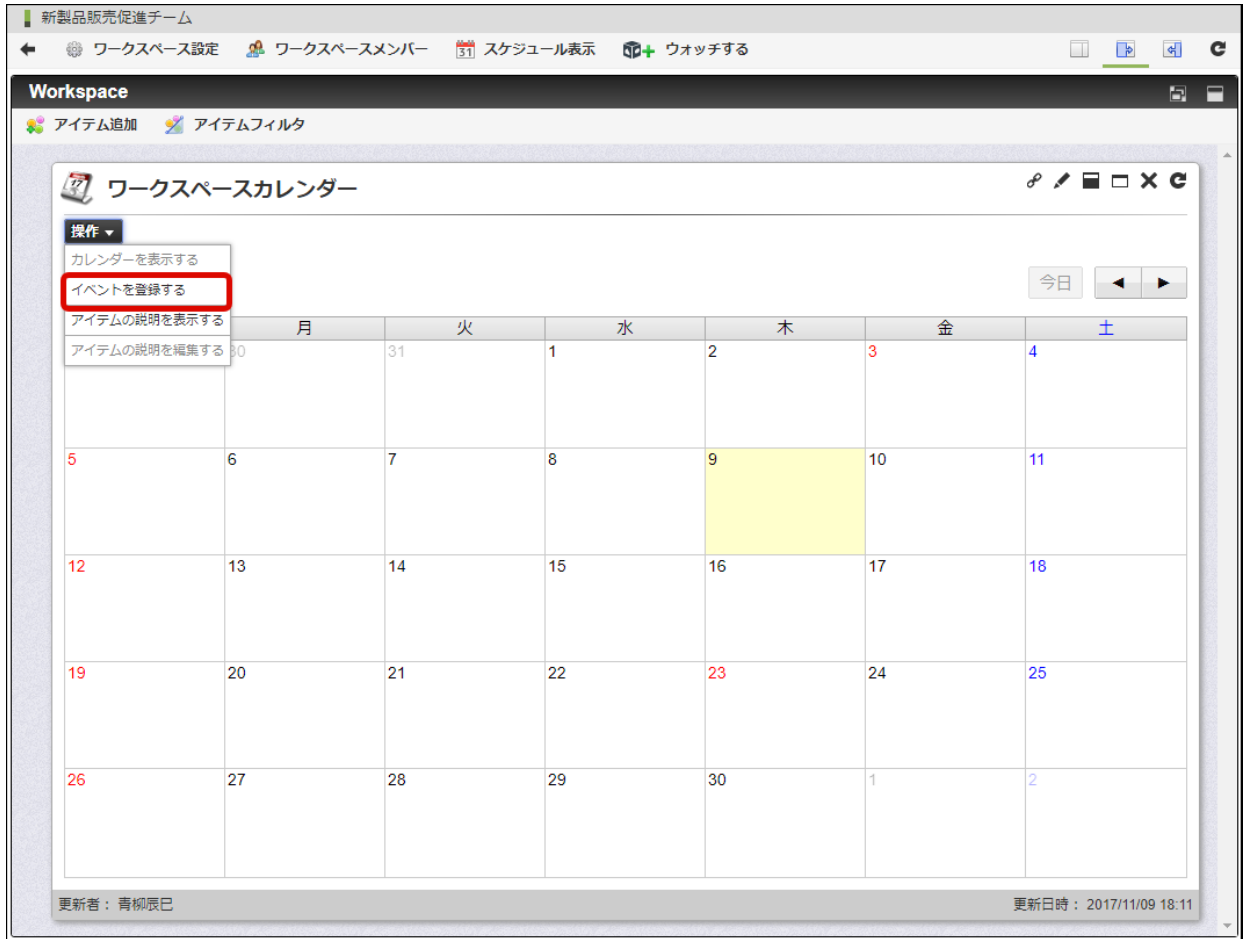 新製品販売促進チーム
ワークスペース設定 ワークスペースメンバー 31 スケジュール表示 ウォッチする
Workspace
アイテム追加 アイテムフィルタ
17 ワークスペースカレンダー
操作
カレンダーを表示する
イベントを登録する
今日
アイテムの説明を表示する
アイテムの説明を編集する
月 火 水 木 金 土
30 31 1 2 3 4
5 6 7 8 9 10 11
12 13 14 15 16 17 18
19 20 21 22 23 24 25
26 27 28 29 30 1 2
更新者： 青柳辰巳 更新日時： 2017/11/09 18:11